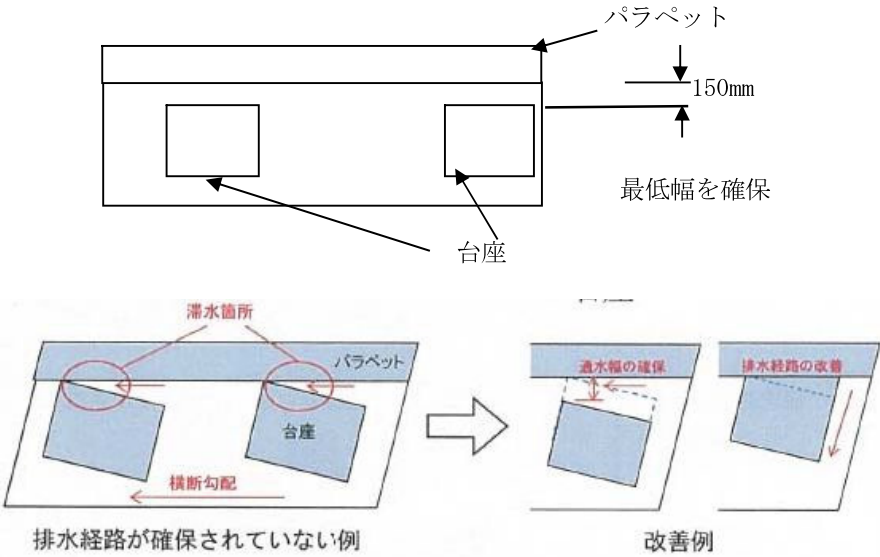 パラペット
150mm
最低幅を確保
台座
滞水箇所
パラペット
台座
横断勾配
排水経路が確保されていない例
通水幅の確保
排水経路の改善
改善例